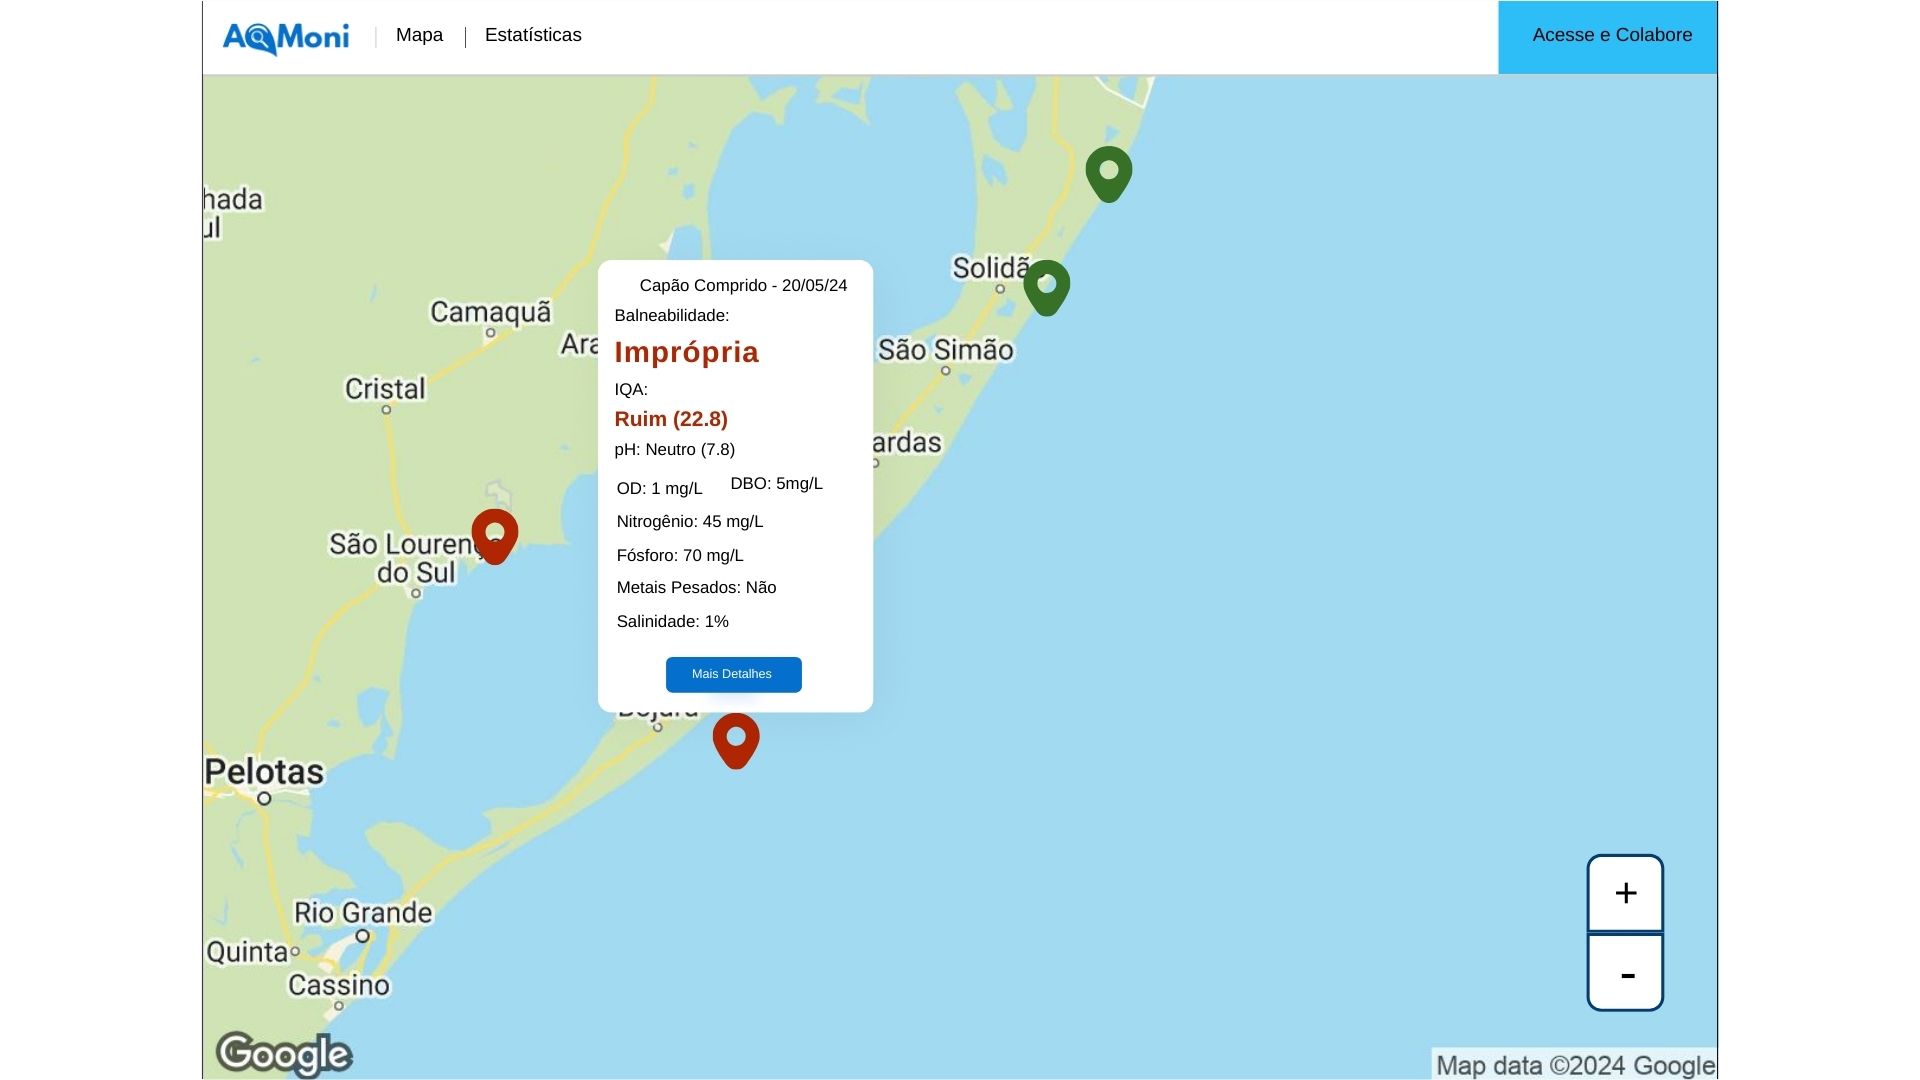 AQMoni
Mapa
Estatísticas
Acesse e Colabore
hada
ul
Solidã
Camaquã
Ara
São Simão
Cristal
ardas
São Lourenç
do Sul
Capão Comprido - 20/05/24
Balneabilidade:
Imprópria
IQA:
Ruim (22.8)
pH: Neutro (7.8)
OD: 1 mg/L DBO: 5mg/L
Nitrogênio: 45 mg/L
Fósforo: 70 mg/L
Metais Pesados: Não
Salinidade: 1%
Mais Detalhes
Pelotas
Rio Grande
Quinta
Cassino
+
-
Google
Map data ©2024 Google